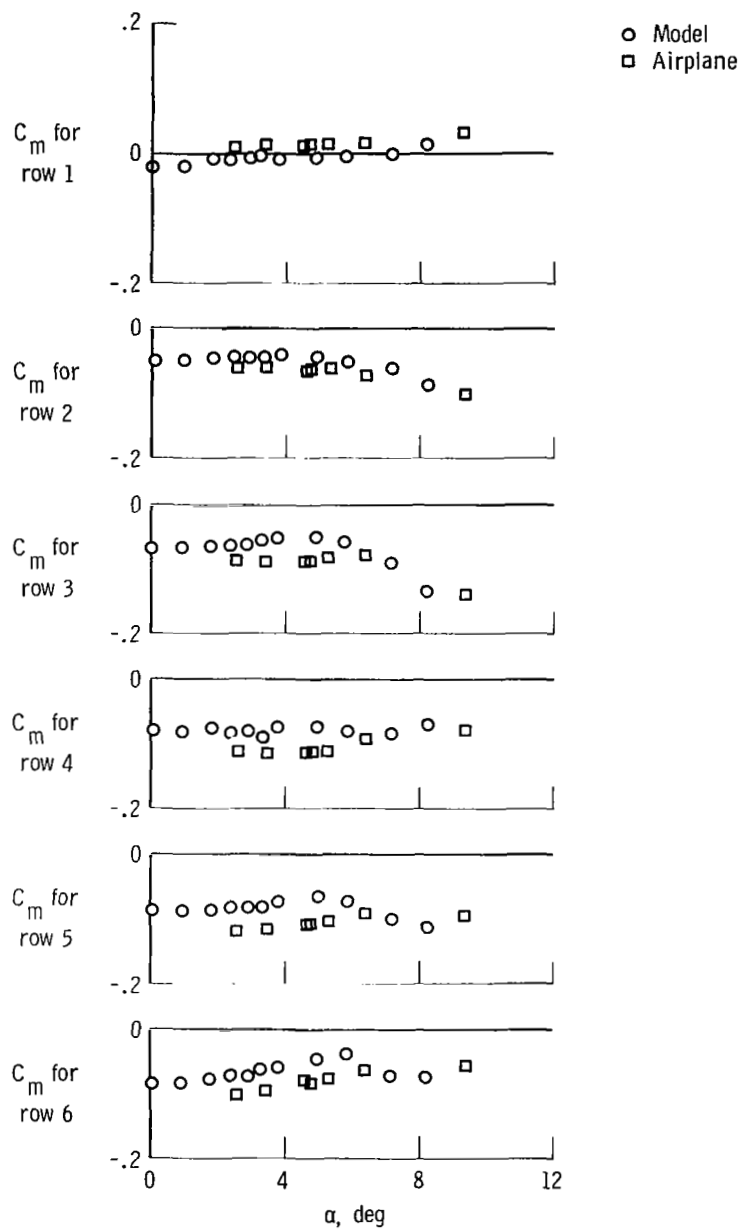 .2
○ Model
□ Airplane
C_m for
row 1
0
-.2
0
C_m for
row 2
-.2
0
C_m for
row 3
-.2
0
C_m for
row 4
-.2
0
C_m for
row 5
-.2
0
C_m for
row 6
-.2
0 4 8 12
α, deg